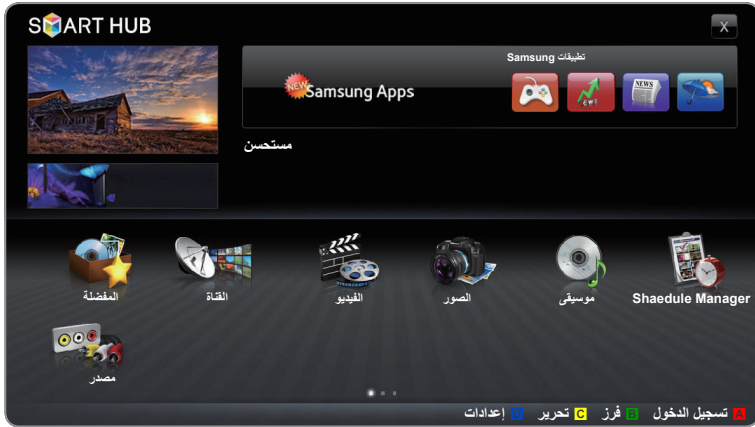 SMART HUB
X
تطبيقات Samsung
NEW
Samsung Apps
NEWS
مستحسن
المفضلة
القناة
الفيديو
الصور
موسيقى
Shaedule Manager
مصدر
A تسجيل الدخول B فرز C تحرير D إعدادات